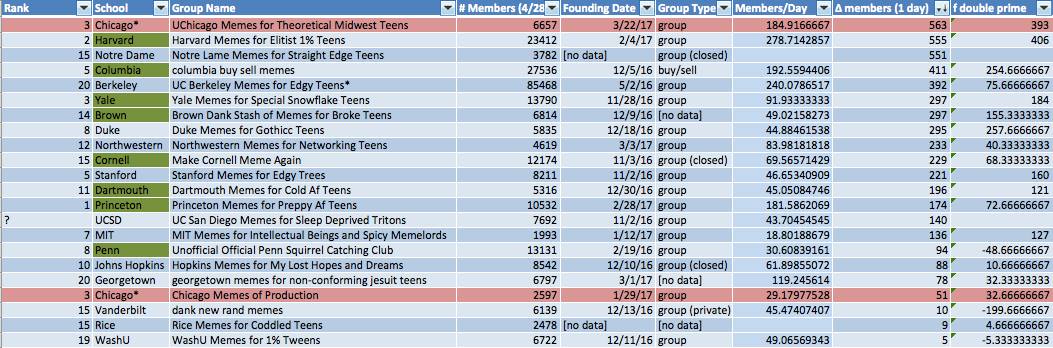 Rank School Group Name # Members (4/28 Founding Date Group Type Members/Day Δ members (1 day) f double prime
3 Chicago* UChicago Memes for Theoretical Midwest Teens 6657 3/22/17 group 184.9166667 563 393
2 Harvard Harvard Memes for Elitist 1% Teens 23412 2/4/17 group 278.7142857 555 406
15 Notre Dame Notre Lame Memes for Straight Edge Teens 3782 [no data] group (closed) 551
5 Columbia columbia buy sell memes 27536 12/5/16 buy/sell 192.5594406 411 254.6666667
20 Berkeley UC Berkeley Memes for Edgy Teens* 85468 5/2/16 group 240.0786517 392 75.66666667
3 Yale Yale Memes for Special Snowflake Teens 13790 11/28/16 group 91.93333333 297 184
14 Brown Brown Dank Stash of Memes for Broke Teens 6814 12/9/16 [no data] 49.02158273 297 155.3333333
8 Duke Duke Memes for Gothicc Teens 5835 12/18/16 group 44.88461538 295 257.6666667
12 Northwestern Northwestern Memes for Networking Teens 4619 3/3/17 group 83.98181818 233 40.33333333
15 Cornell Make Cornell Meme Again 12174 11/3/16 group (closed) 69.56571429 229 68.33333333
5 Stanford Stanford Memes for Edgy Trees 8211 11/2/16 group 46.65340909 221 160
11 Dartmouth Dartmouth Memes for Cold Af Teens 5316 12/30/16 group 45.05084746 196 121
1 Princeton Princeton Memes for Preppy Af Teens 10532 2/28/17 group 181.5862069 174 72.66666667
? UCSD UC San Diego Memes for Sleep Deprived Tritons 7692 11/2/16 group 43.70454545 140
7 MIT MIT Memes for Intellectual Beings and Spicy Memelords 1993 1/12/17 group 18.80188679 136 127
8 Penn Unofficial Official Penn Squirrel Catching Club 13131 2/19/16 group 30.60839161 94 -48.66666667
10 Johns Hopkins Hopkins Memes for My Lost Hopes and Dreams 8542 12/10/16 group (closed) 61.89855072 88 10.66666667
20 Georgetown georgetown memes for non-conforming jesuit teens 6797 3/1/17 [no data] 119.245614 78 32.33333333
3 Chicago* Chicago Memes of Production 2597 1/29/17 group 29.17977528 51 32.66666667
15 Vanderbilt dank new rand memes 6139 12/13/16 group (private) 45.47407407 10 -199.6666667
15 Rice Rice Memes for Coddled Teens 2478 [no data] [no data] 9 4.666666667
19 WashU WashU Memes for 1% Tweens 6722 12/11/16 group 49.06569343 5 -5.333333333